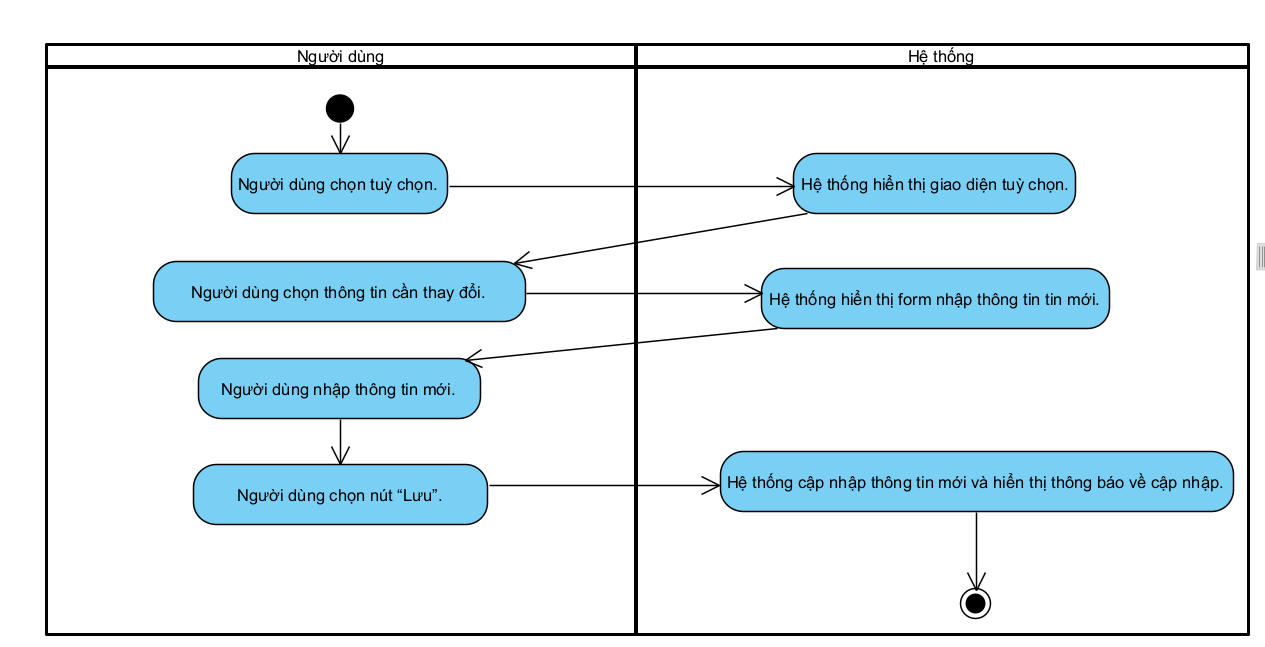 Người dùng
Hệ thống
Người dùng chọn tuỳ chọn.
Hệ thống hiển thị giao diện tuỳ chọn.
Người dùng chọn thông tin cần thay đổi.
Hệ thống hiển thị form nhập thông tin tin mới.
Người dùng nhập thông tin mới.
Người dùng chọn nút “Lưu”.
Hệ thống cập nhập thông tin mới và hiển thị thông báo về cập nhập.